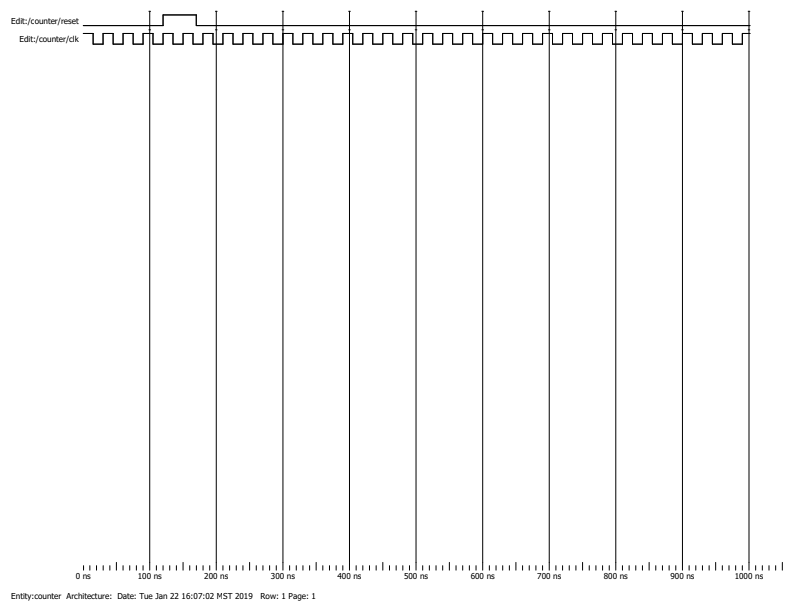 Edit:/counter/reset
Edit:/counter/clk
0 ns 100 ns 200 ns 300 ns 400 ns 500 ns 600 ns 700 ns 800 ns 900 ns 1000 ns
Entity:counter Architecture: Date: Tue Jan 22 16:07:02 MST 2019 Row: 1 Page: 1